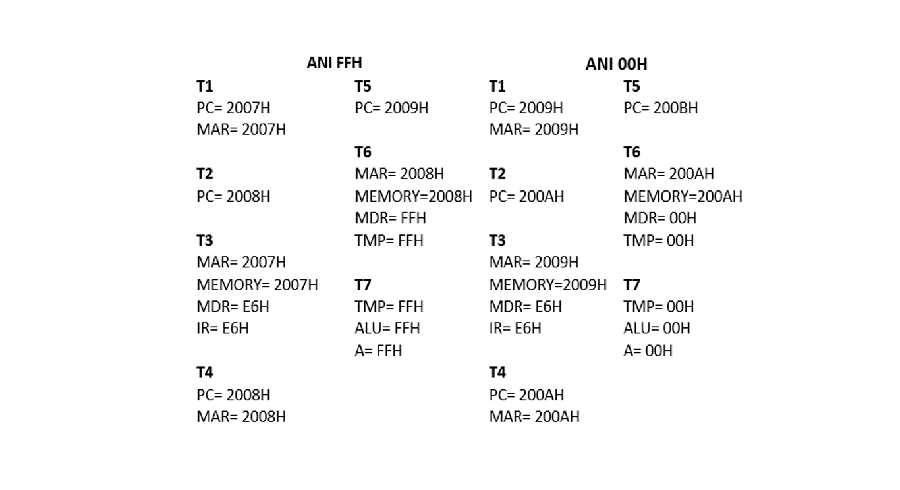 ANI FFH
T1
PC= 2007H
MAR= 2007H
T2
PC= 2008H
T3
MAR= 2007H
MEMORY= 2007H
MDR= E6H
IR= E6H
T4
PC= 2008H
MAR= 2008H
T5
PC= 2009H
T6
MAR= 2008H
MEMORY=2008H
MDR= FFH
TMP= FFH
T7
TMP= FFH
ALU= FFH
A= FFH
ANI 00H
T1
PC= 2009H
MAR= 2009H
T2
PC= 200AH
T3
MAR= 2009H
MEMORY=2009H
MDR= E6H
IR= E6H
T4
PC= 200AH
MAR= 200AH
T5
PC= 200BH
T6
MAR= 200AH
MEMORY=200AH
MDR= 00H
TMP= 00H
T7
TMP= 00H
ALU= 00H
A= 00H